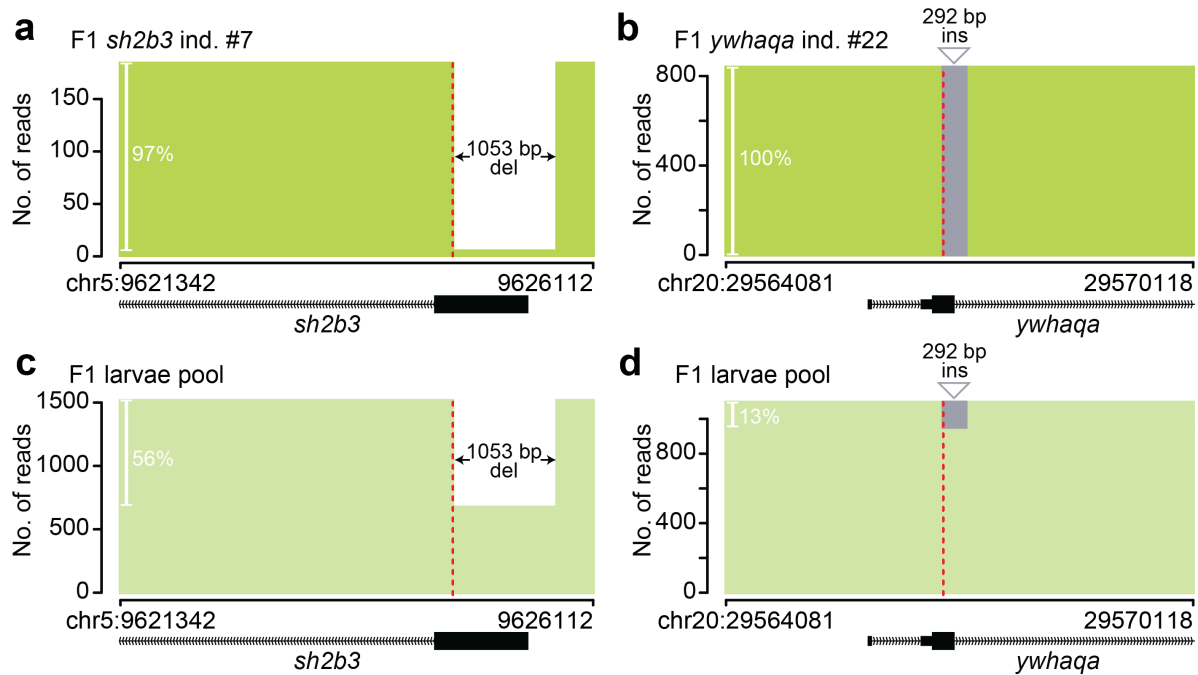 a
F1 sh2b3 ind. #7
No. of reads
150
100
50
0
97%
1053 bp
del
chr5:9621342
9626112
sh2b3
b
F1 ywhaqa ind. #22
292 bp
ins
No. of reads
800
400
0
100%
chr20:29564081
29570118
ywhaqa
c
F1 larvae pool
No. of reads
1500
1000
500
0
56%
1053 bp
del
chr5:9621342
9626112
sh2b3
d
F1 larvae pool
292 bp
ins
No. of reads
800
400
0
13%
chr20:29564081
29570118
ywhaqa